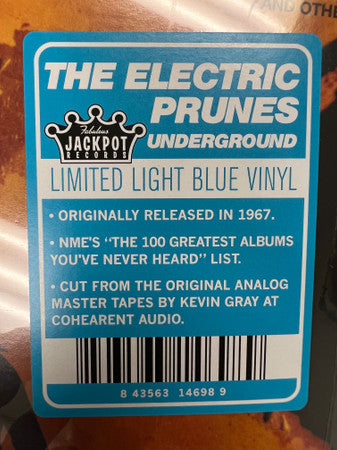 AND OTHE
THE ELECTRIC
PRUNES
Fabulous
JACKPOT
RECORDS
UNDERGROUND
LIMITED LIGHT BLUE VINYL
• ORIGINALLY RELEASED IN 1967.
• NME'S "THE 100 GREATEST ALBUMS
YOU'VE NEVER HEARD" LIST.
• CUT FROM THE ORIGINAL ANALOG
MASTER TAPES BY KEVIN GRAY AT
COHEARENT AUDIO.
8 43563 14698 9